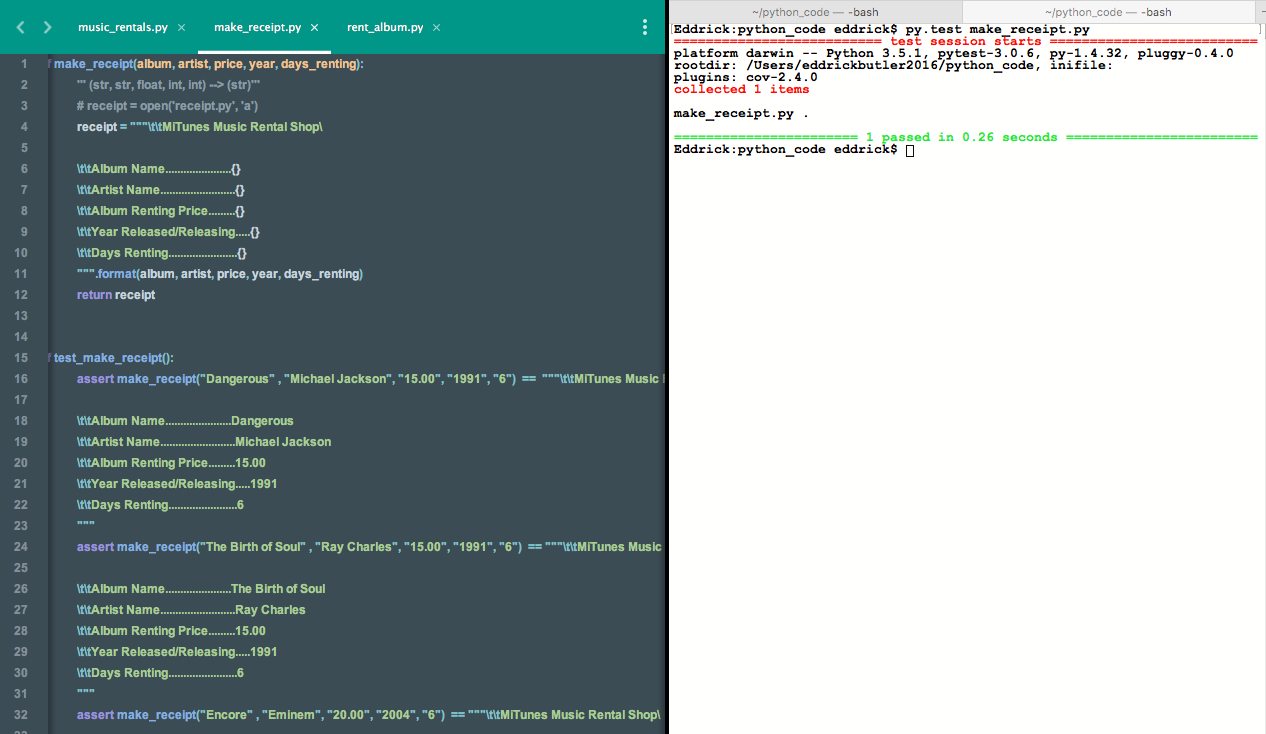 music_rentals.py × make_receipt.py × rent_album.py ×
1 f make_receipt(album, artist, price, year, days_renting):
2 ''' (str, str, float, int, int) --> (str)'''
3 # receipt = open('receipt.py', 'a')
4 receipt = """\t\tMiTunes Music Rental Shop\
5
6 \t\tAlbum Name......................{}
7 \t\tArtist Name.........................{}
8 \t\tAlbum Renting Price.........{}
9 \t\tYear Released/Releasing.....{}
10 \t\tDays Renting.......................{}
11 """.format(album, artist, price, year, days_renting)
12 return receipt
13
14
15 f test_make_receipt():
16 assert make_receipt("Dangerous" , "Michael Jackson", "15.00", "1991", "6") == """\t\tMiTunes Music
17
18 \t\tAlbum Name......................Dangerous
19 \t\tArtist Name.........................Michael Jackson
20 \t\tAlbum Renting Price.........15.00
21 \t\tYear Released/Releasing.....1991
22 \t\tDays Renting.......................6
23 """
24 assert make_receipt("The Birth of Soul" , "Ray Charles", "15.00", "1991", "6") == """\t\tMiTunes Music
25
26 \t\tAlbum Name......................The Birth of Soul
27 \t\tArtist Name.........................Ray Charles
28 \t\tAlbum Renting Price.........15.00
29 \t\tYear Released/Releasing.....1991
30 \t\tDays Renting.......................6
31 """
32 assert make_receipt("Encore" , "Eminem", "20.00", "2004", "6") == """\t\tMiTunes Music Rental Shop\
~/python_code — -bash ~/python_code — -bash
Eddrick:python_code eddrick$ py.test make_receipt.py
========================== test session starts ==========================
platform darwin -- Python 3.5.1, pytest-3.0.6, py-1.4.32, pluggy-0.4.0
rootdir: /Users/eddrickbutler2016/python_code, inifile:
plugins: cov-2.4.0
collected 1 items
make_receipt.py .
======================= 1 passed in 0.26 seconds ========================
Eddrick:python_code eddrick$